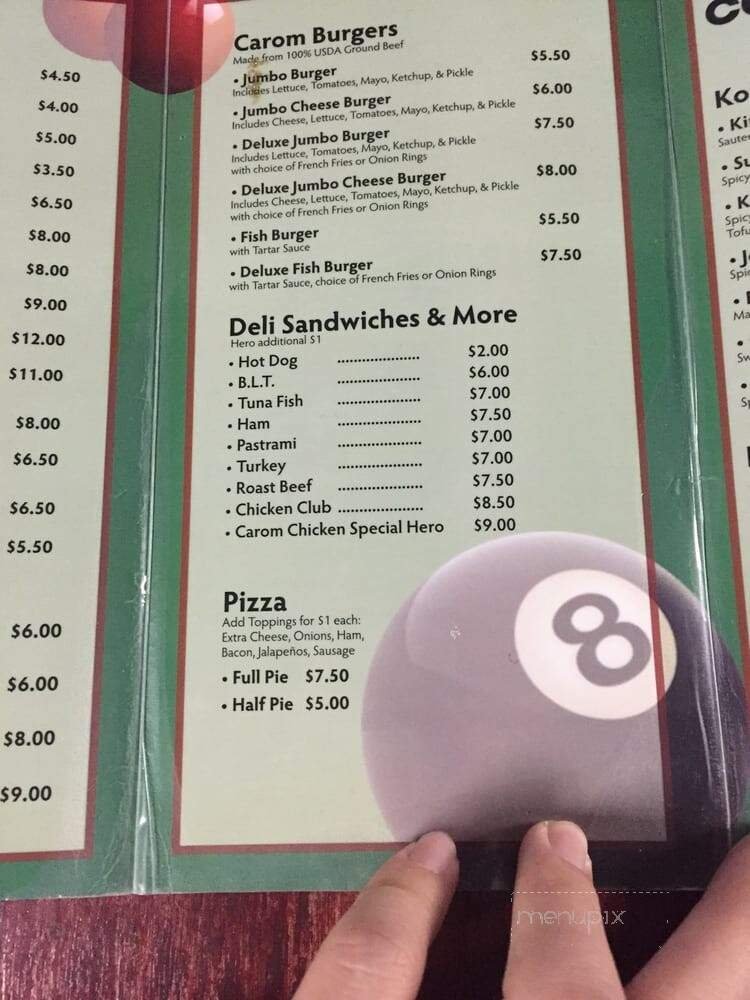 $4.50
$4.00
$5.00
$3.50
$6.50
$8.00
$8.00
$9.00
$12.00
$11.00
$8.00
$6.50
$6.50
$5.50
$6.00
$6.00
$8.00
$9.00
Carom Burgers
Made from 100% USDA Ground Beef
• Jumbo Burger $5.50
Includes Lettuce, Tomatoes, Mayo, Ketchup, & Pickle
• Jumbo Cheese Burger $6.00
Includes Cheese, Lettuce, Tomatoes, Mayo, Ketchup, & Pickle
• Deluxe Jumbo Burger $7.50
Includes Lettuce, Tomatoes, Mayo, Ketchup, & Pickle
with choice of French Fries or Onion Rings
• Deluxe Jumbo Cheese Burger $8.00
Includes Cheese, Lettuce, Tomatoes, Mayo, Ketchup, & Pickle
with choice of French Fries or Onion Rings
• Fish Burger $5.50
with Tartar Sauce
• Deluxe Fish Burger $7.50
with Tartar Sauce, choice of French Fries or Onion Rings
Deli Sandwiches & More
Hero additional $1
• Hot Dog .................... $2.00
• B.L.T. .................... $6.00
• Tuna Fish .................... $7.00
• Ham .................... $7.50
• Pastrami .................... $7.00
• Turkey .................... $7.00
• Roast Beef .................... $7.50
• Chicken Club .................... $8.50
• Carom Chicken Special Hero $9.00
Pizza
Add Toppings for $1 each:
Extra Cheese, Onions, Ham,
Bacon, Jalapeños, Sausage
• Full Pie $7.50
• Half Pie $5.00
8
Ko
Spicy
Spicy
Tofu
menupix